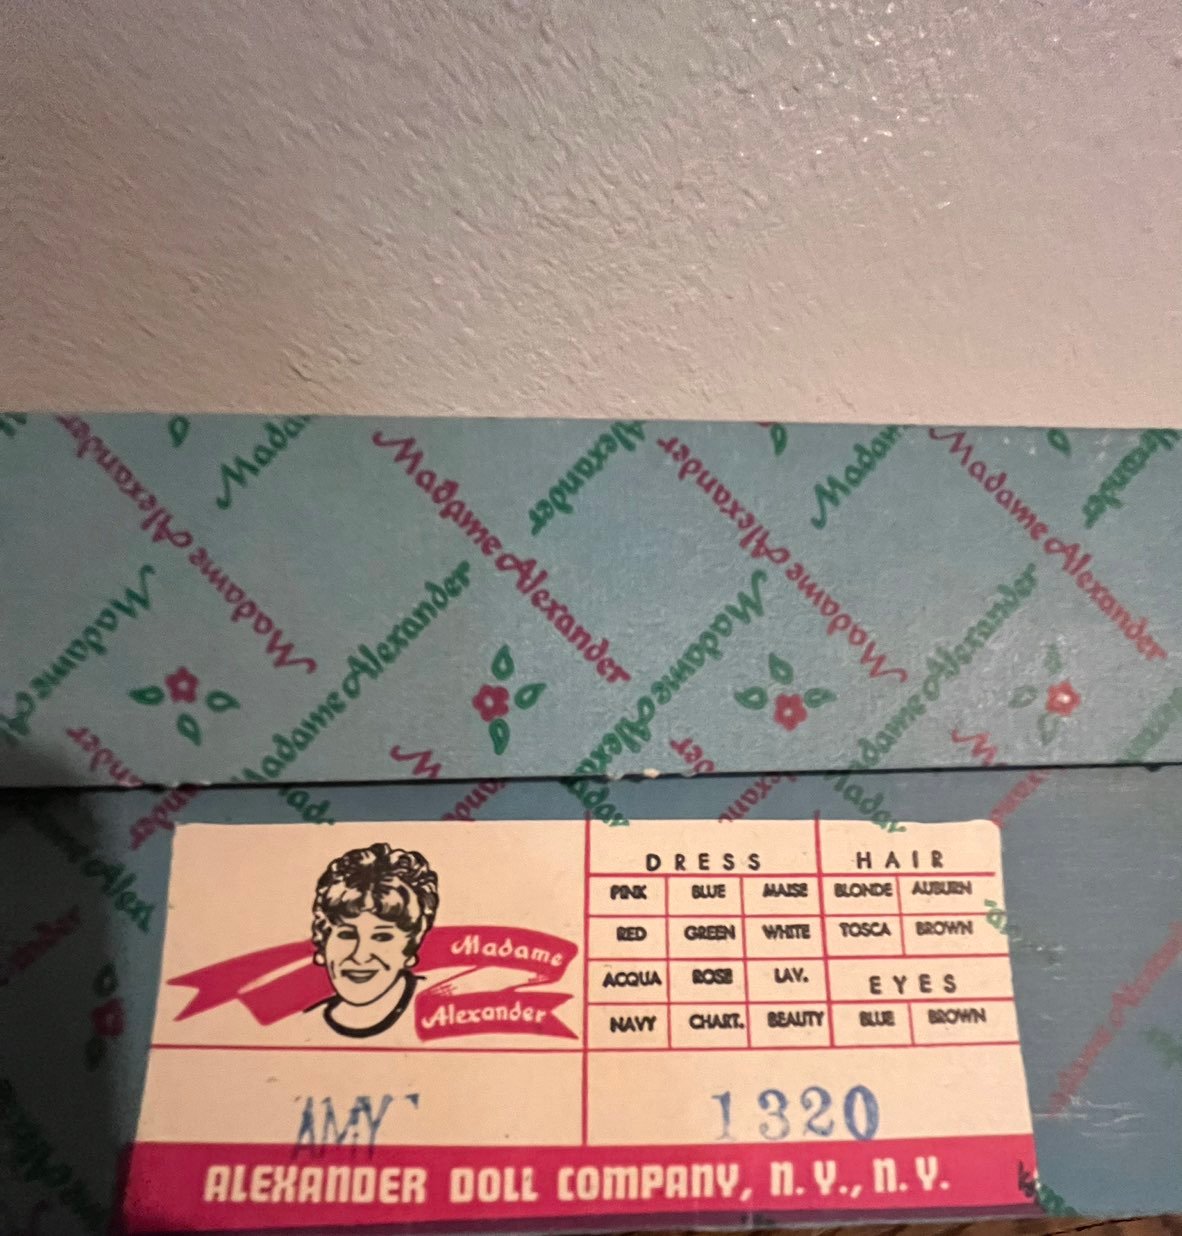 Madame Alexander
Madame Alexander
Madame Alexander
Madame Alexander
Madame Alexander
Madame Alexander
Madame Alexander
Madame
Alexander
DRESS HAIR
PINK BLUE MAISE BLONDE AUBURN
RED GREEN WHITE TOSCA BROWN
ACQUA ROSE LAV. EYES
NAVY CHART. BEAUTY BLUE BROWN
AMY 1320
ALEXANDER DOLL COMPANY, N.Y., N.Y.